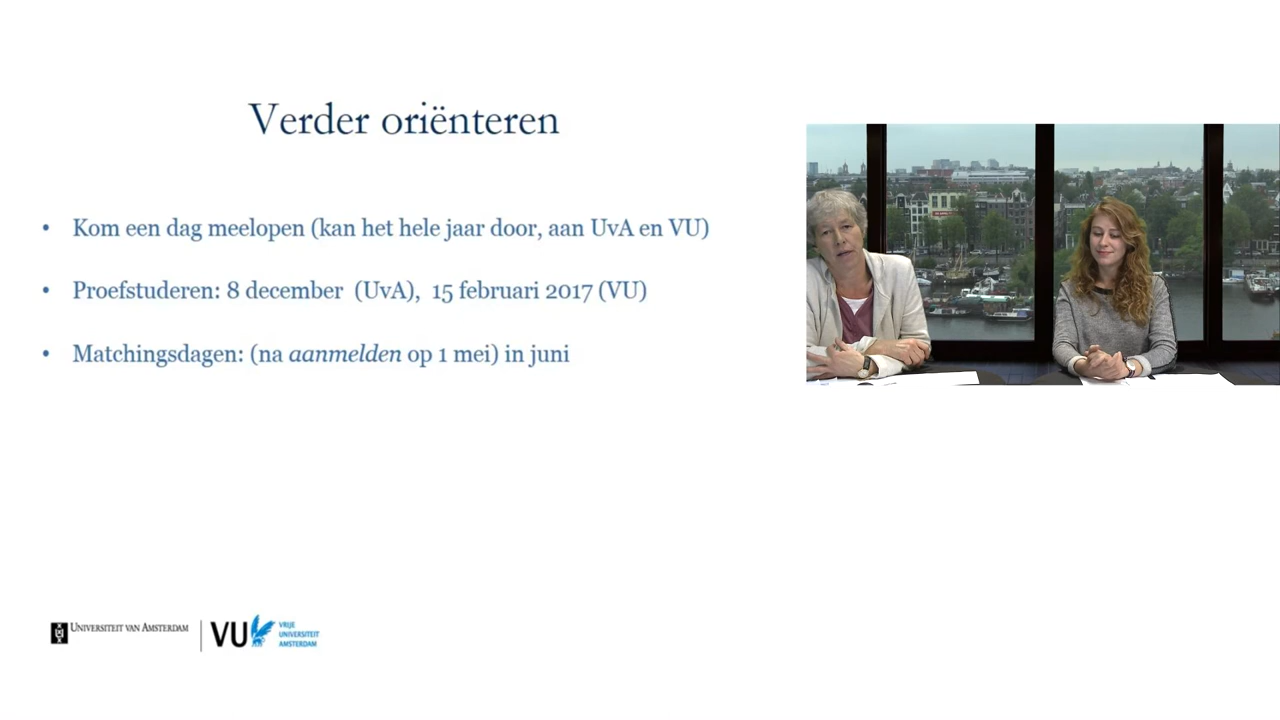 Verder oriënteren
• Kom een dag meelopen (kan het hele jaar door, aan UvA en VU)
• Proefstuderen: 8 december (UvA), 15 februari 2017 (VU)
• Matchingsdagen: (na aanmelden op 1 mei) in juni
UNIVERSITEIT VAN AMSTERDAM
VU
VRIJE
UNIVERSITEIT
AMSTERDAM